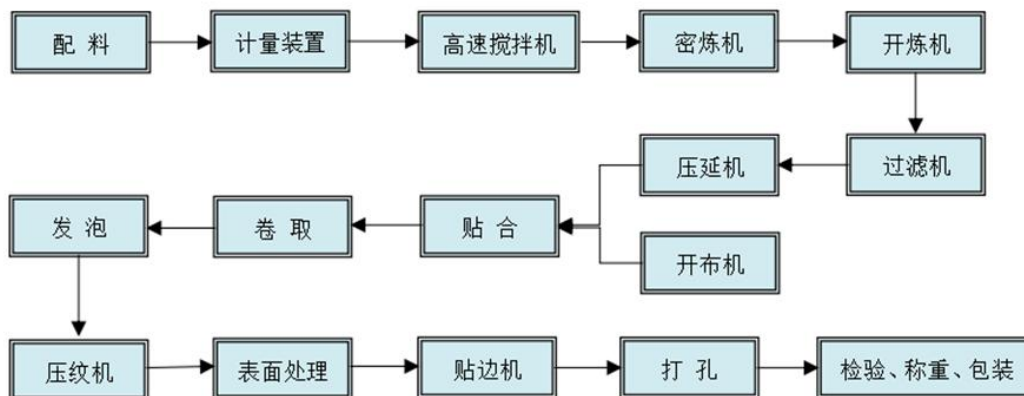 配料
计量装置
高速搅拌机
密炼机
开炼机
过滤机
压延机
开布机
贴合
卷取
发泡
压纹机
表面处理
贴边机
打孔
检验、称重、包装